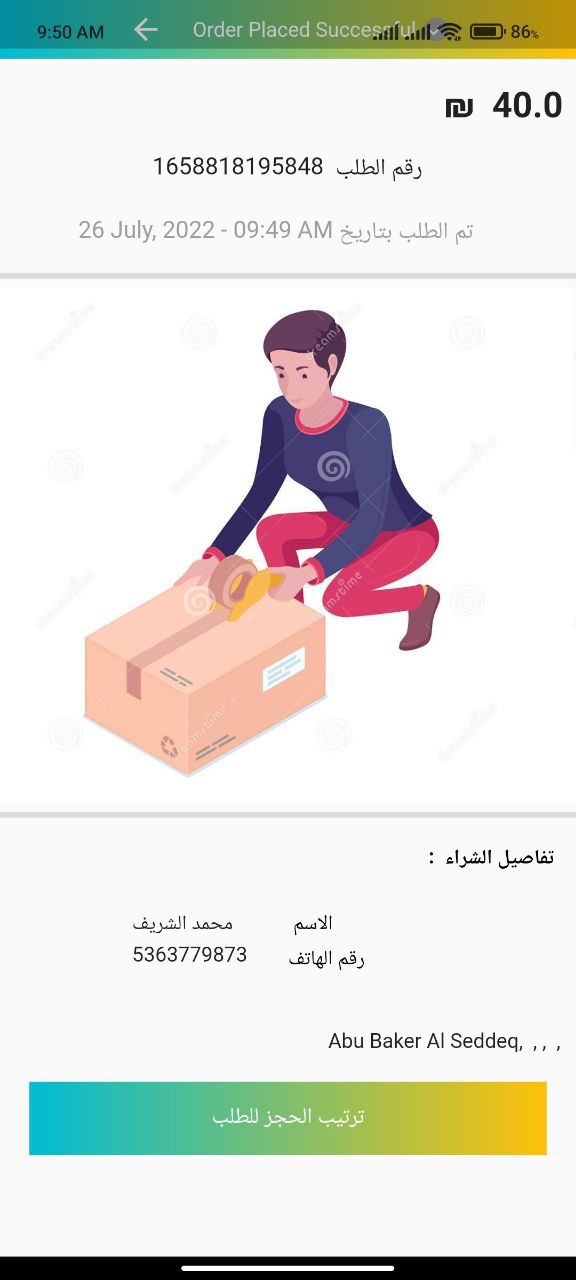 9:50 AM
86%
Order Placed Successful
₪ 40.0
رقم الطلب 1658818195848
تم الطلب بتاريخ 26 July, 2022 - 09:49 AM
dreamstime
تفاصيل الشراء :
الاسم محمد الشريف
رقم الهاتف 5363779873
Abu Baker Al Seddeq, , , ,
ترتيب الحجز للطلب